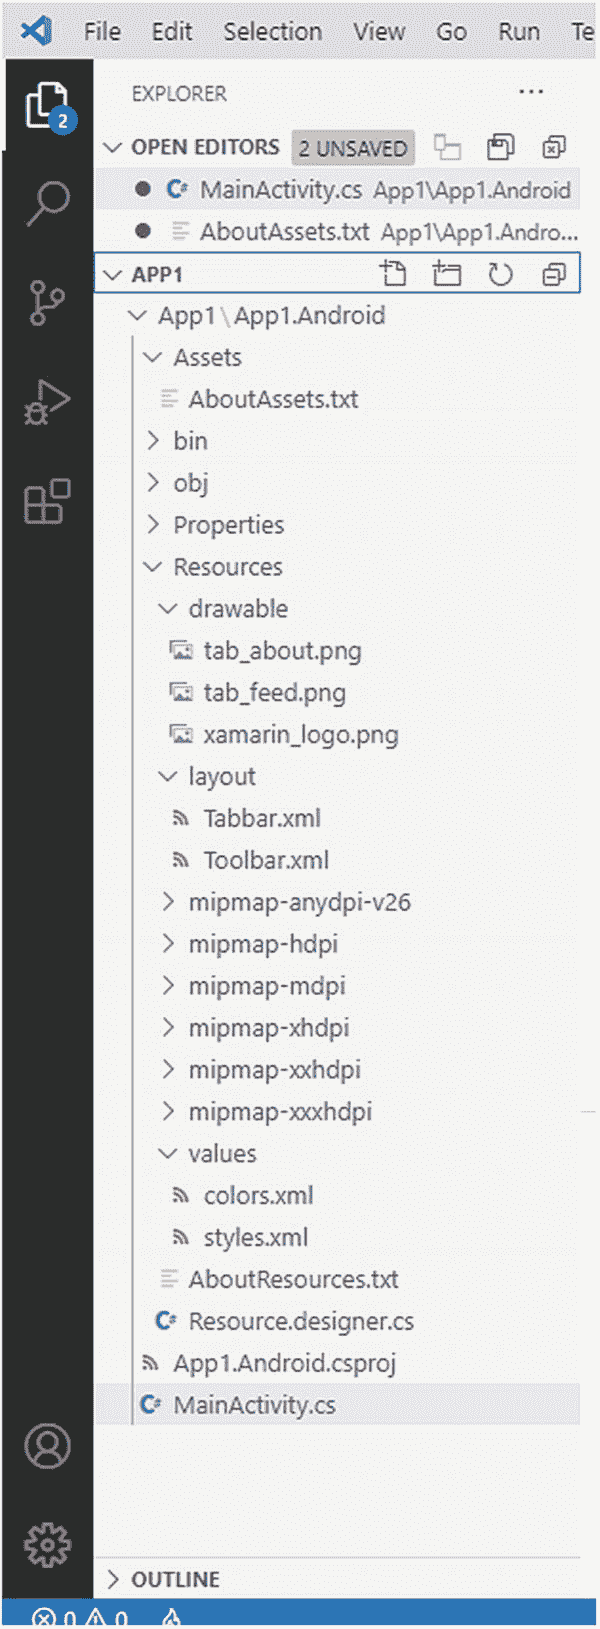 File Edit Selection View Go Run Te
EXPLORER ...
2
OPEN EDITORS 2 UNSAVED
MainActivity.cs App1\App1.Android
AboutAssets.txt App1\App1.Andro...
APP1
App1\App1.Android
Assets
AboutAssets.txt
bin
obj
Properties
Resources
drawable
tab_about.png
tab_feed.png
xamarin_logo.png
layout
Tabbar.xml
Toolbar.xml
mipmap-anydpi-v26
mipmap-hdpi
mipmap-mdpi
mipmap-xhdpi
mipmap-xxhdpi
mipmap-xxxhdpi
values
colors.xml
styles.xml
AboutResources.txt
Resource.designer.cs
App1.Android.csproj
MainActivity.cs
OUTLINE
0 0